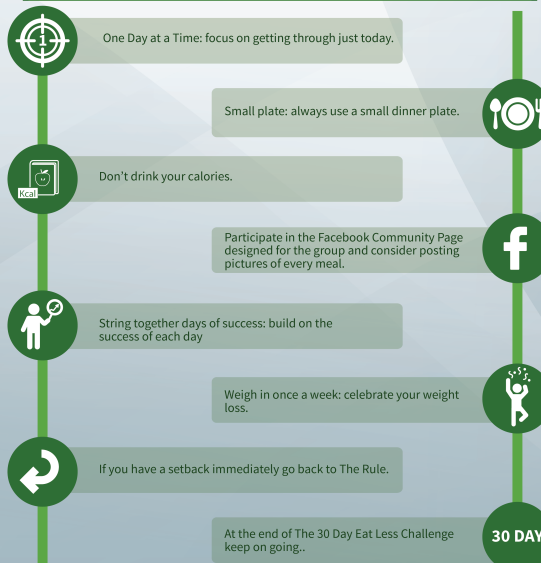 1
One Day at a Time: focus on getting through just today.
Small plate: always use a small dinner plate.
Kcal
Don't drink your calories.
Participate in the Facebook Community Page
designed for the group and consider posting
pictures of every meal.
f
String together days of success: build on the
success of each day
Weigh in once a week: celebrate your weight
loss.
If you have a setback immediately go back to The Rule.
At the end of The 30 Day Eat Less Challenge
keep on going..
30 DAY